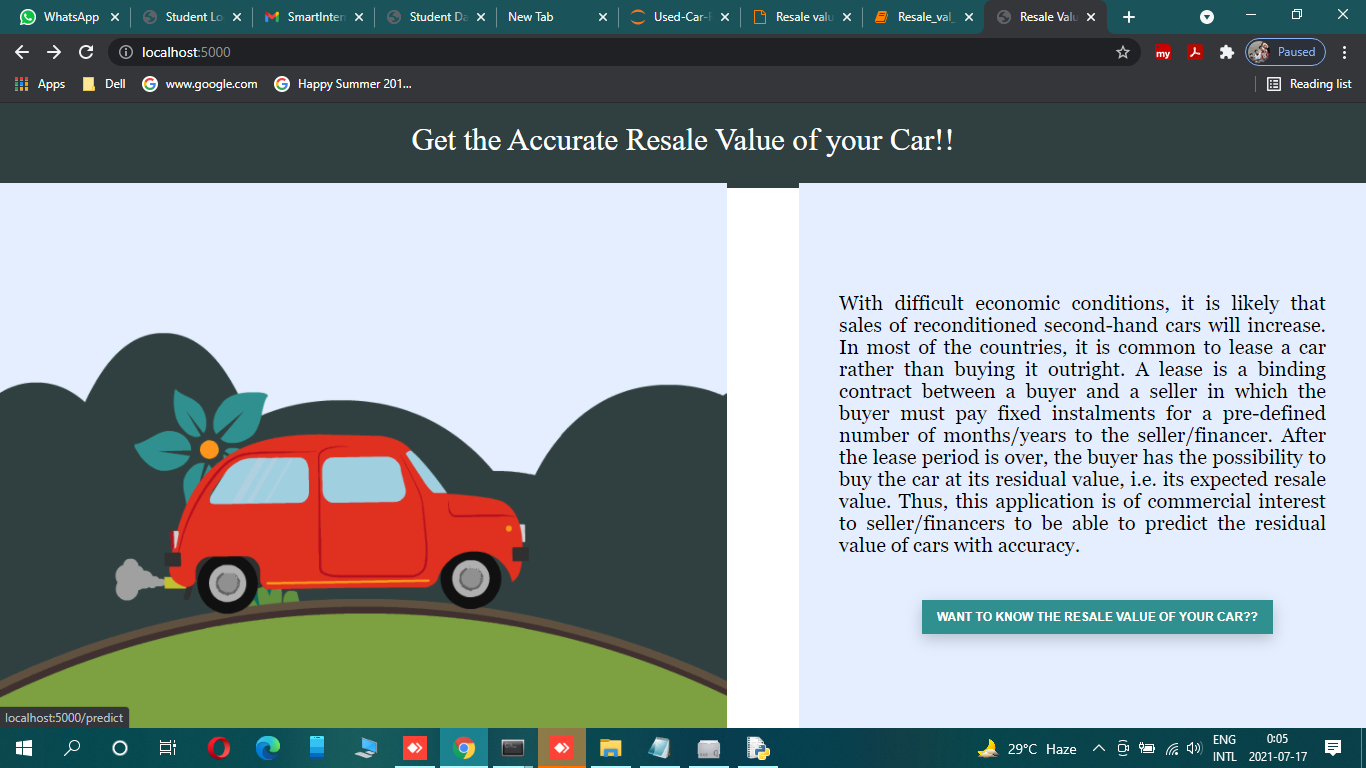 WhatsApp
Student Lo
SmartInter
Student Da
New Tab
Used-Car-
Resale valu
Resale_val_
Resale Valu
localhost:5000
my
Paused
Apps
Dell
www.google.com
Happy Summer 201...
Reading list
Get the Accurate Resale Value of your Car!!
With difficult economic conditions, it is likely that
sales of reconditioned second-hand cars will increase.
In most of the countries, it is common to lease a car
rather than buying it outright. A lease is a binding
contract between a buyer and a seller in which the
buyer must pay fixed instalments for a pre-defined
number of months/years to the seller/financer. After
the lease period is over, the buyer has the possibility to
buy the car at its residual value, i.e. its expected resale
value. Thus, this application is of commercial interest
to seller/financers to be able to predict the residual
value of cars with accuracy.
WANT TO KNOW THE RESALE VALUE OF YOUR CAR??
localhost:5000/predict
29°C Haze
ENG
INTL
0:05
2021-07-17